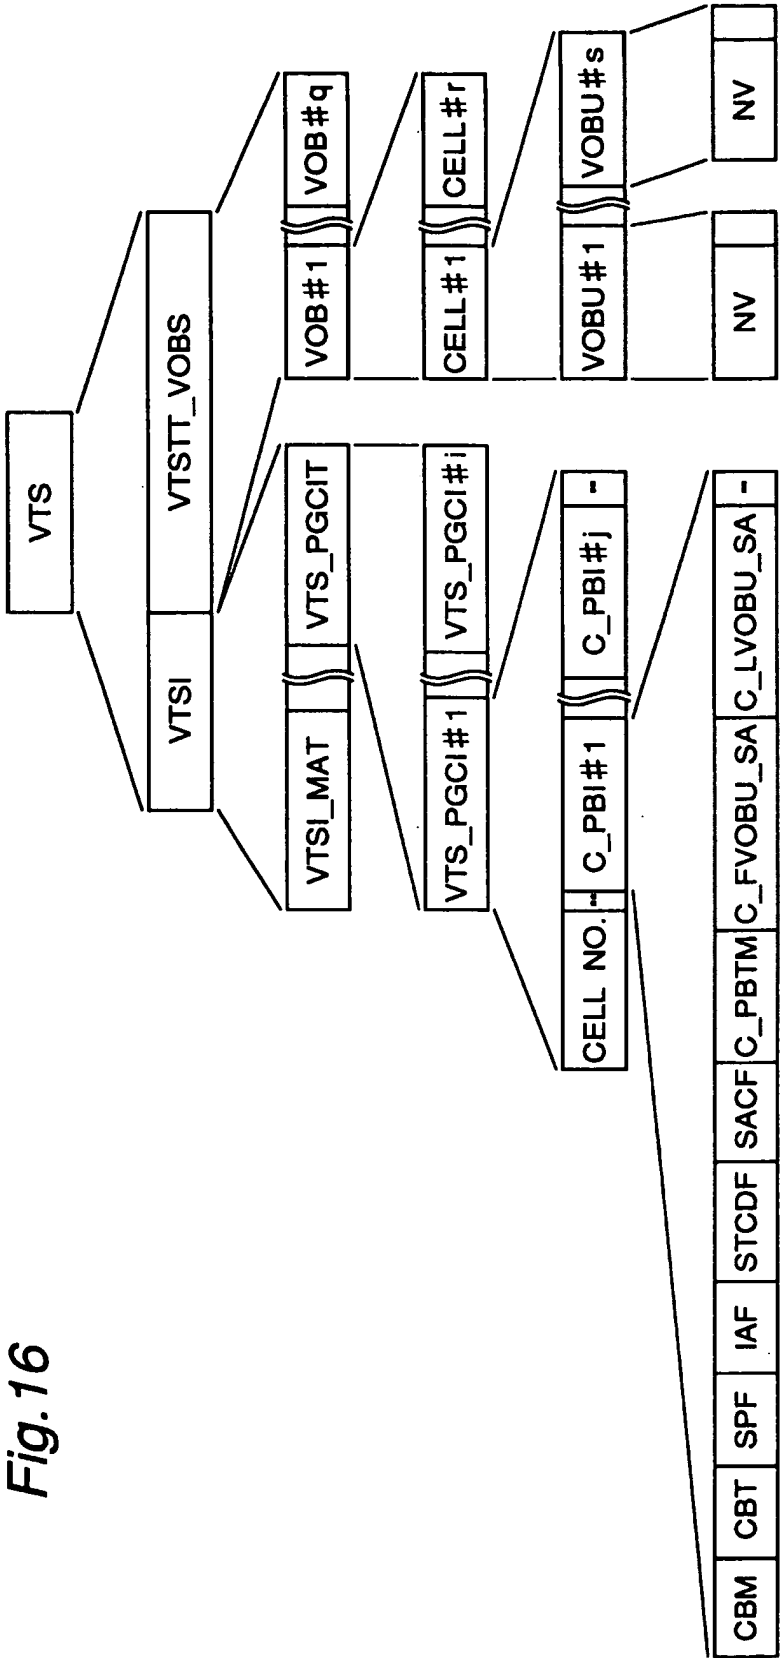 Fig.16
VTS
VTSI VTSTT_VOBS
VTSI_MAT VTS_PGCIT VOB#1 VOB#q
VTS_PGCI#1 VTS_PGCI#i CELL#1 CELL#r
CELL NO. -- C_PBI#1 C_PBI#j -- VOBU#1 VOBU#s
CBM CBT SPF IAF STCDF SACF C_PBTM C_FVOBU_SA C_LVOBU_SA - NV NV